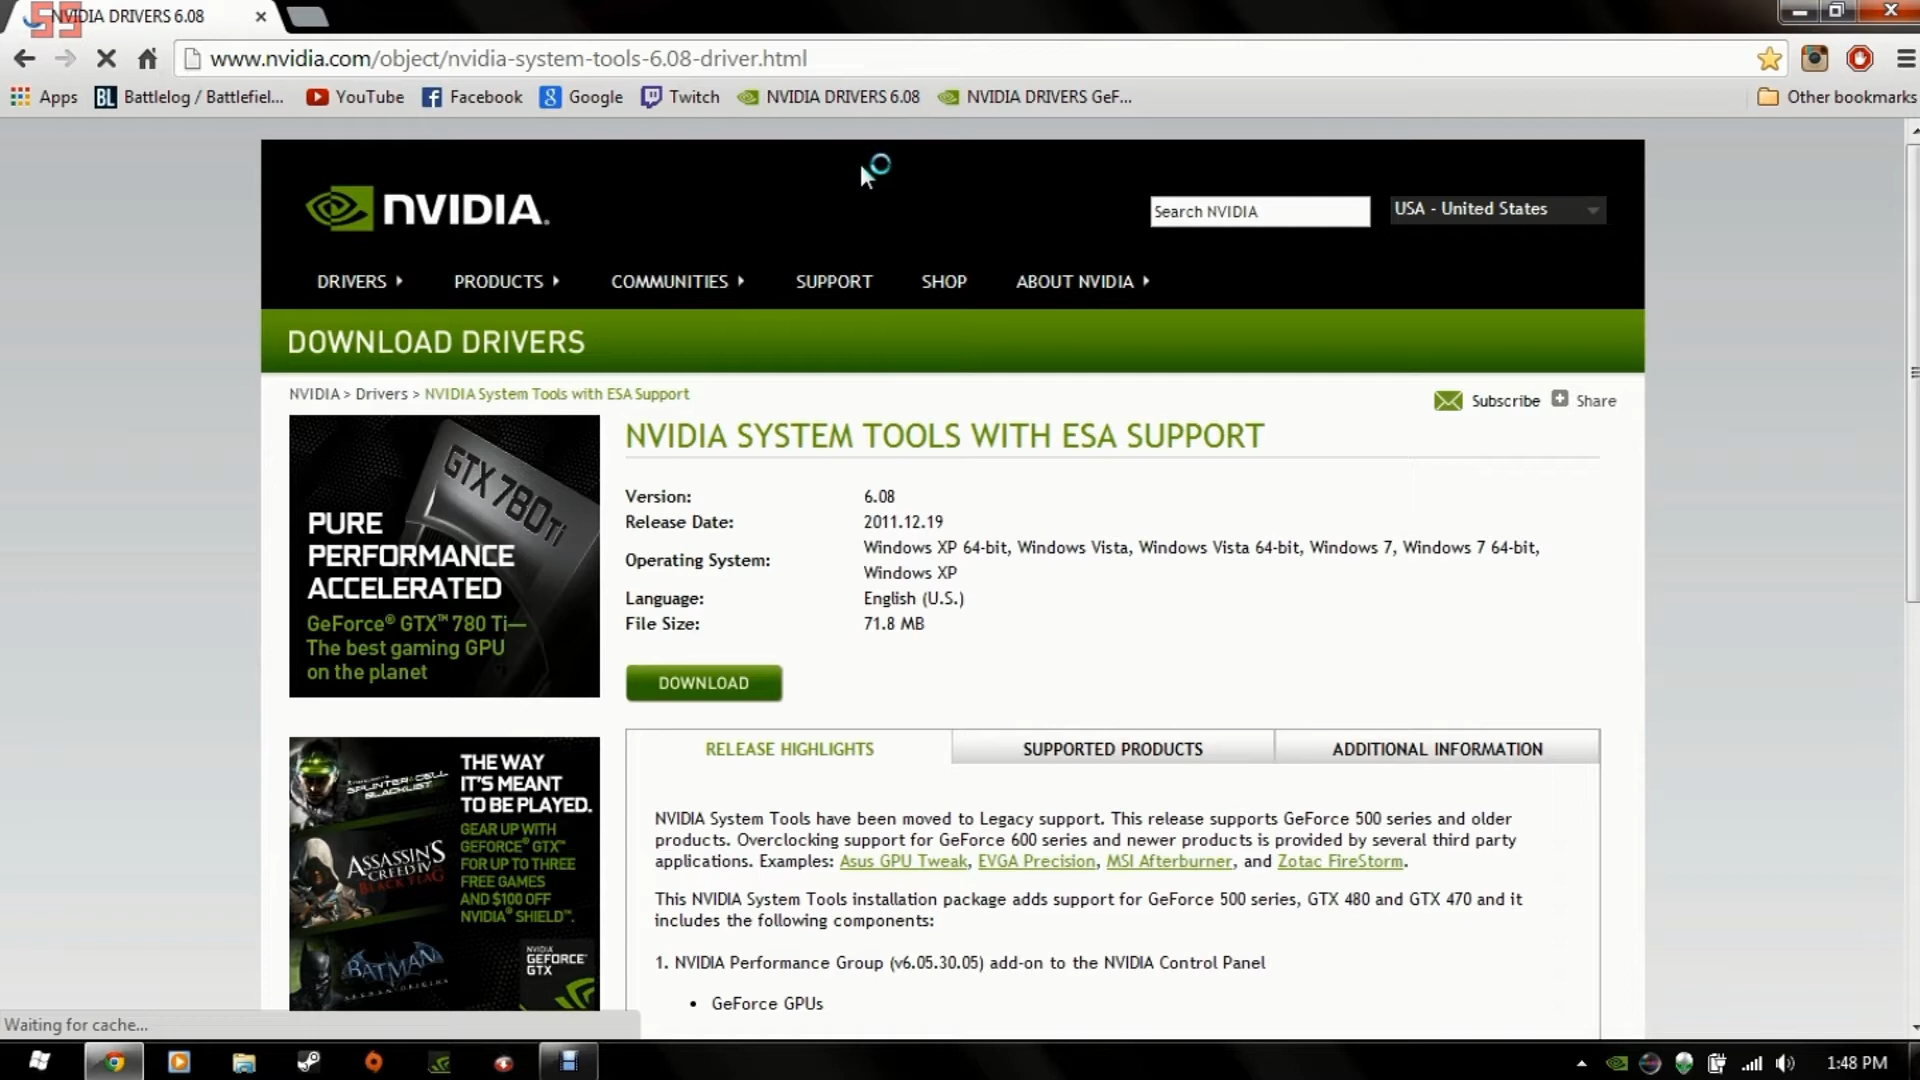 NVIDIA DRIVERS 6.08
55
www.nvidia.com/object/nvidia-system-tools-6.08-driver.html
Apps BL Battlelog / Battlefiel... YouTube Facebook Google Twitch NVIDIA DRIVERS 6.08 NVIDIA DRIVERS GeF... Other bookmarks
NVIDIA.
Search NVIDIA
USA - United States
DRIVERS PRODUCTS COMMUNITIES SUPPORT SHOP ABOUT NVIDIA
DOWNLOAD DRIVERS
NVIDIA > Drivers > NVIDIA System Tools with ESA Support
Subscribe Share
GTX 780Ti
PURE
PERFORMANCE
ACCELERATED
GeForce® GTX™ 780 Ti—
The best gaming GPU
on the planet
NVIDIA SYSTEM TOOLS WITH ESA SUPPORT
Version: 6.08
Release Date: 2011.12.19
Operating System: Windows XP 64-bit, Windows Vista, Windows Vista 64-bit, Windows 7, Windows 7 64-bit,
Windows XP
Language: English (U.S.)
File Size: 71.8 MB
DOWNLOAD
SPLINTER CELL
BLACKLIST
ASSASSIN'S
CREED IV
BLACK FLAG
BATMAN
ARKHAM ORIGINS
THE WAY
IT'S MEANT
TO BE PLAYED.
GEAR UP WITH
GEFORCE® GTX™
FOR UP TO THREE
FREE GAMES
AND $100 OFF
NVIDIA® SHIELD™.
NVIDIA
GEFORCE®
GTX
RELEASE HIGHLIGHTS SUPPORTED PRODUCTS ADDITIONAL INFORMATION
NVIDIA System Tools have been moved to Legacy support. This release supports GeForce 500 series and older
products. Overclocking support for GeForce 600 series and newer products is provided by several third party
applications. Examples: Asus GPU Tweak, EVGA Precision, MSI Afterburner, and Zotac FireStorm.
This NVIDIA System Tools installation package adds support for GeForce 500 series, GTX 480 and GTX 470 and it
includes the following components:
1. NVIDIA Performance Group (v6.05.30.05) add-on to the NVIDIA Control Panel
• GeForce GPUs
Waiting for cache...
1:48 PM